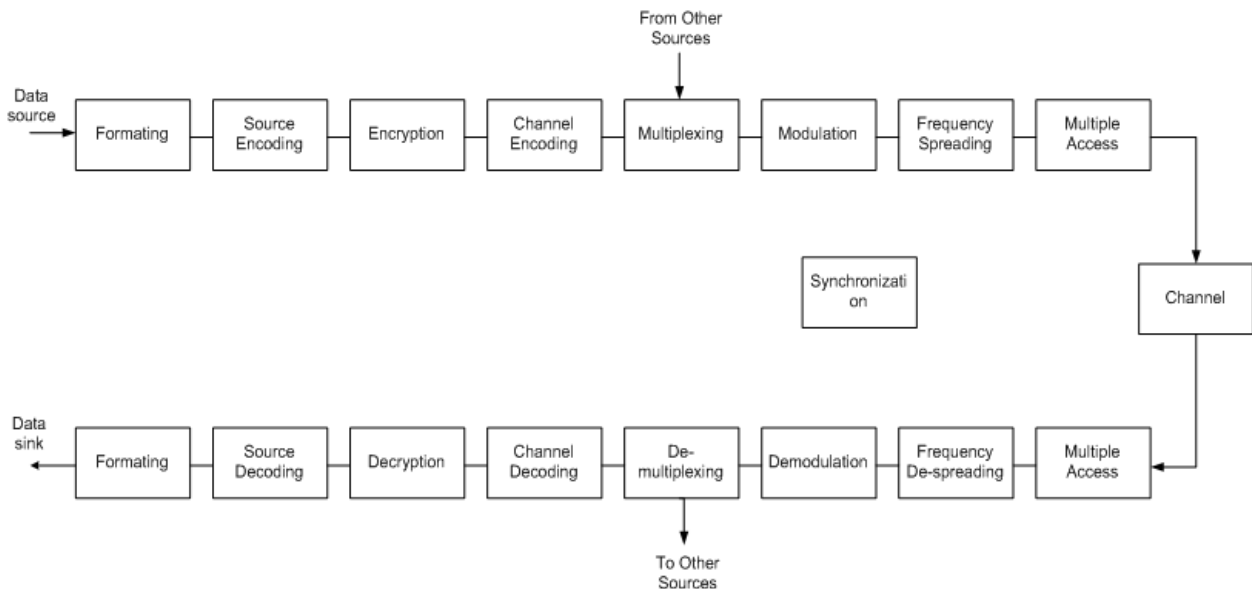 From Other
Sources
Data
source
Formating
Source
Encoding
Encryption
Channel
Encoding
Multiplexing
Modulation
Frequency
Spreading
Multiple
Access
Synchronizati
on
Channel
Data
sink
Formating
Source
Decoding
Decryption
Channel
Decoding
De-
multiplexing
Demodulation
Frequency
De-spreading
Multiple
Access
To Other
Sources